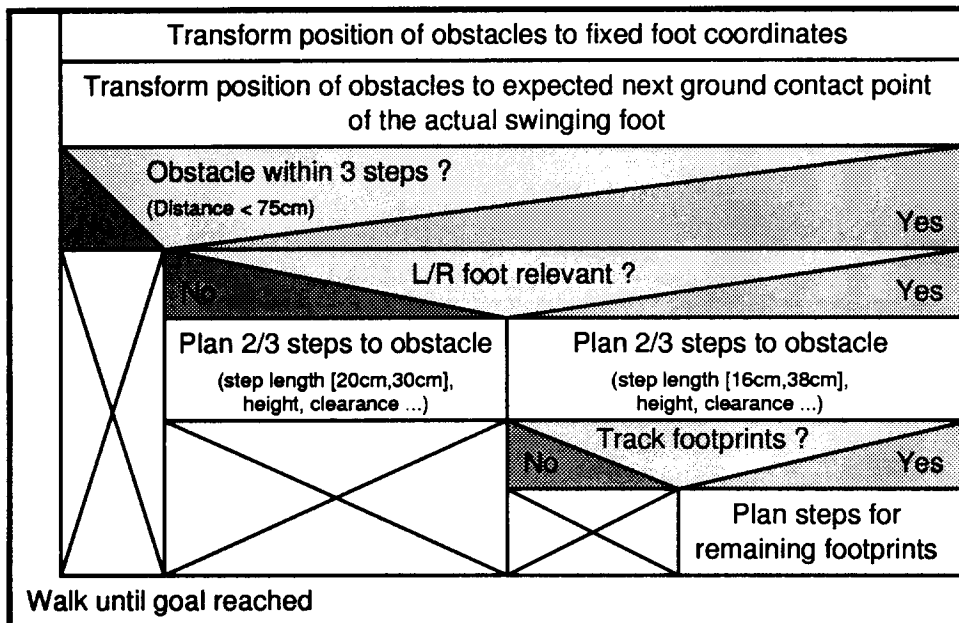 Transform position of obstacles to fixed foot coordinates
Transform position of obstacles to expected next ground contact point
of the actual swinging foot
Obstacle within 3 steps ?
(Distance < 75cm)
Yes
L/R foot relevant ?
No
Yes
Plan 2/3 steps to obstacle
(step length [20cm,30cm],
height, clearance ...)
Plan 2/3 steps to obstacle
(step length [16cm,38cm],
height, clearance ...)
Track footprints ?
No
Yes
Plan steps for
remaining footprints
Walk until goal reached